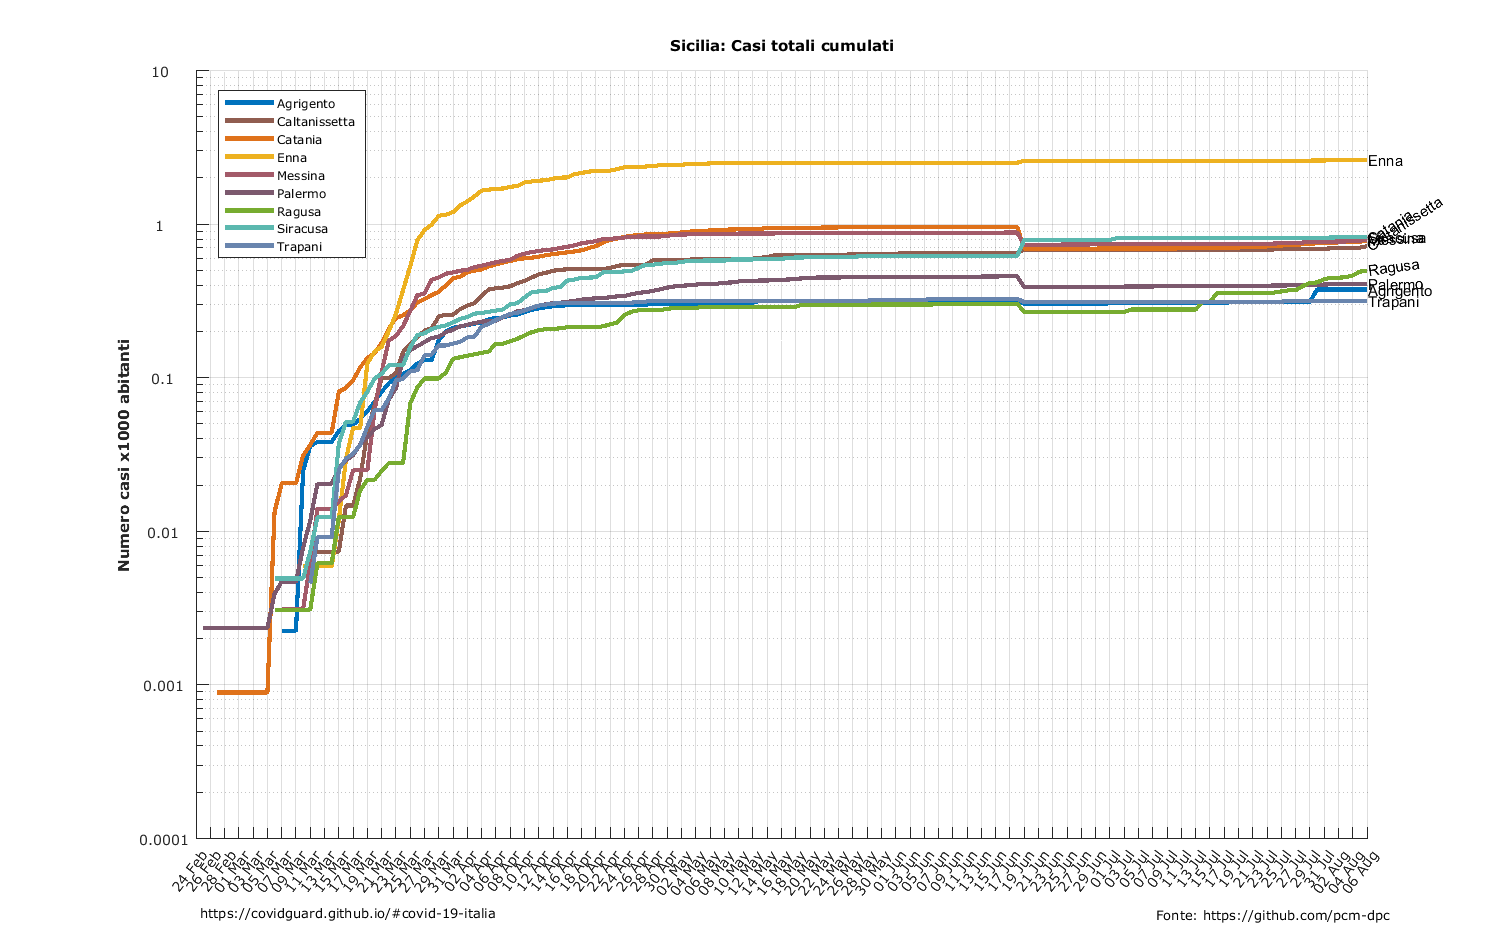 Sicilia: Casi totali cumulati
Numero casi x1000 abitanti
10
1
0.1
0.01
0.001
0.0001
Agrigento
Caltanissetta
Catania
Enna
Messina
Palermo
Ragusa
Siracusa
Trapani
Enna
Catania
Caltanissetta
Siracusa
Messina
Ragusa
Palermo
Agrigento
Trapani
24 Feb
26 Feb
28 Feb
01 Mar
03 Mar
05 Mar
07 Mar
09 Mar
11 Mar
13 Mar
15 Mar
17 Mar
19 Mar
21 Mar
23 Mar
25 Mar
27 Mar
29 Mar
31 Mar
02 Apr
04 Apr
06 Apr
08 Apr
10 Apr
12 Apr
14 Apr
16 Apr
18 Apr
20 Apr
22 Apr
24 Apr
26 Apr
28 Apr
30 Apr
02 May
04 May
06 May
08 May
10 May
12 May
14 May
16 May
18 May
20 May
22 May
24 May
26 May
28 May
30 May
01 Jun
03 Jun
05 Jun
07 Jun
09 Jun
11 Jun
13 Jun
15 Jun
17 Jun
19 Jun
21 Jun
23 Jun
25 Jun
27 Jun
29 Jun
01 Jul
03 Jul
05 Jul
07 Jul
09 Jul
11 Jul
13 Jul
15 Jul
17 Jul
19 Jul
21 Jul
23 Jul
25 Jul
27 Jul
29 Jul
31 Jul
02 Aug
04 Aug
06 Aug
https://covidguard.github.io/#covid-19-italia
Fonte: https://github.com/pcm-dpc